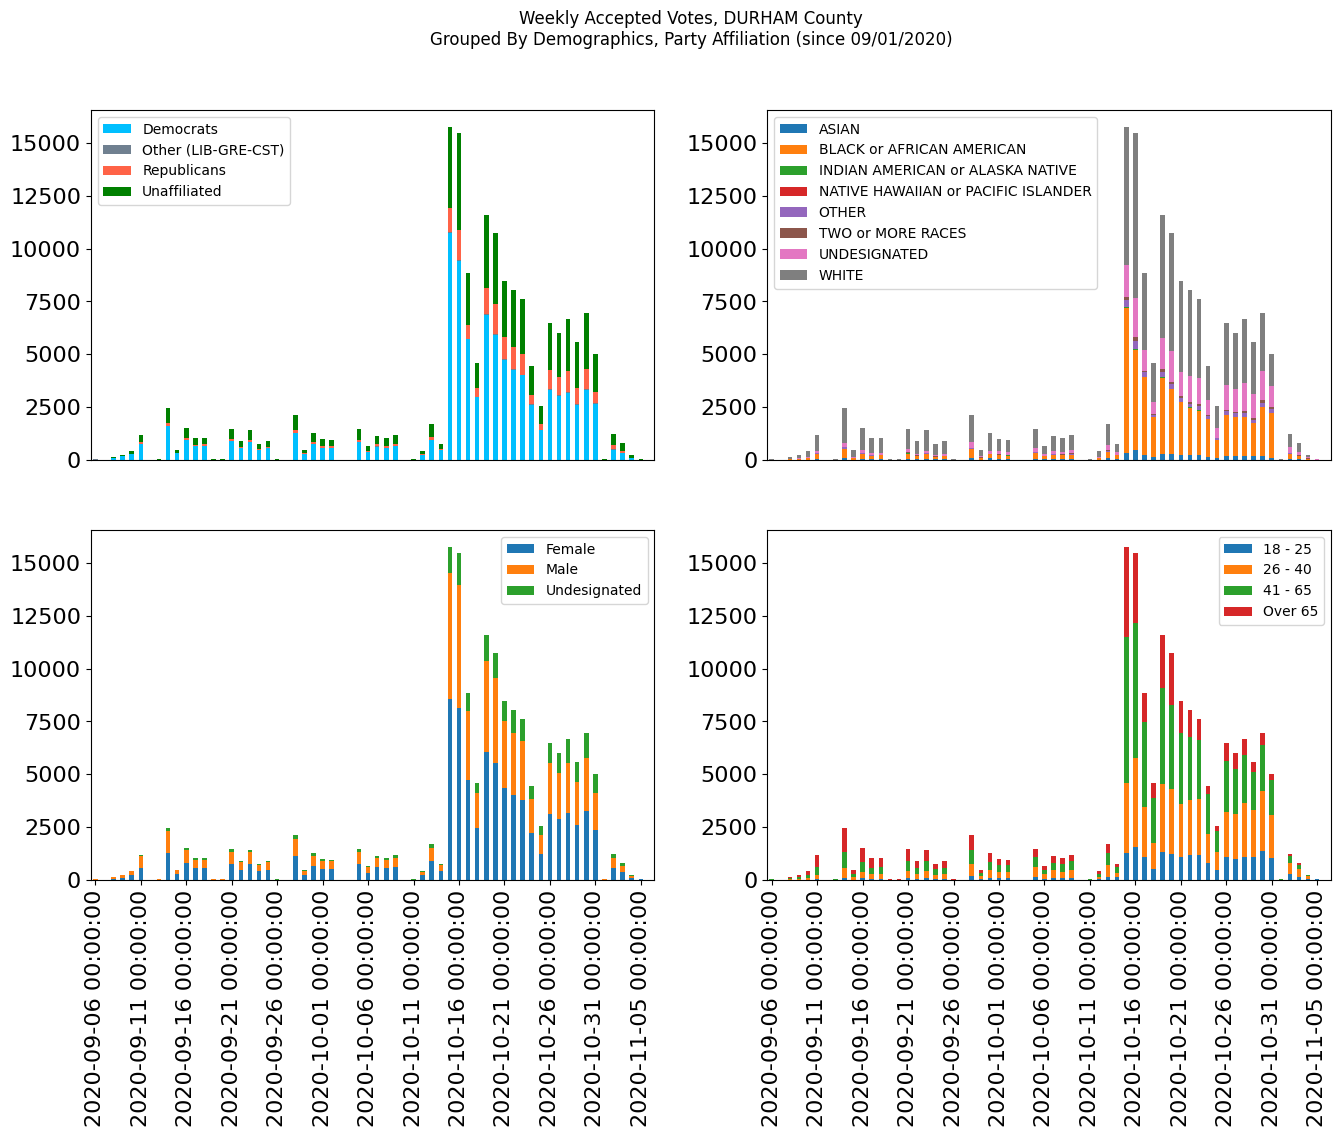 Weekly Accepted Votes, DURHAM County
Grouped By Demographics, Party Affiliation (since 09/01/2020)
15000
12500
10000
7500
5000
2500
0
Democrats
Other (LIB-GRE-CST)
Republicans
Unaffiliated
15000
12500
10000
7500
5000
2500
0
ASIAN
BLACK or AFRICAN AMERICAN
INDIAN AMERICAN or ALASKA NATIVE
NATIVE HAWAIIAN or PACIFIC ISLANDER
OTHER
TWO or MORE RACES
UNDESIGNATED
WHITE
15000
12500
10000
7500
5000
2500
0
Female
Male
Undesignated
2020-09-06 00:00:00
2020-09-11 00:00:00
2020-09-16 00:00:00
2020-09-21 00:00:00
2020-09-26 00:00:00
2020-10-01 00:00:00
2020-10-06 00:00:00
2020-10-11 00:00:00
2020-10-16 00:00:00
2020-10-21 00:00:00
2020-10-26 00:00:00
2020-10-31 00:00:00
2020-11-05 00:00:00
15000
12500
10000
7500
5000
2500
0
18 - 25
26 - 40
41 - 65
Over 65
2020-09-06 00:00:00
2020-09-11 00:00:00
2020-09-16 00:00:00
2020-09-21 00:00:00
2020-09-26 00:00:00
2020-10-01 00:00:00
2020-10-06 00:00:00
2020-10-11 00:00:00
2020-10-16 00:00:00
2020-10-21 00:00:00
2020-10-26 00:00:00
2020-10-31 00:00:00
2020-11-05 00:00:00